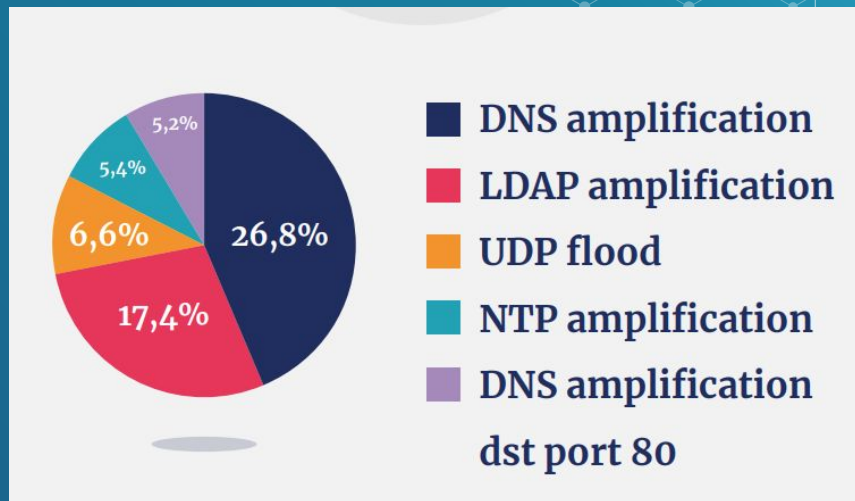 5,2%
5,4%
6,6%
26,8%
17,4%
DNS amplification
LDAP amplification
UDP flood
NTP amplification
DNS amplification
dst port 80